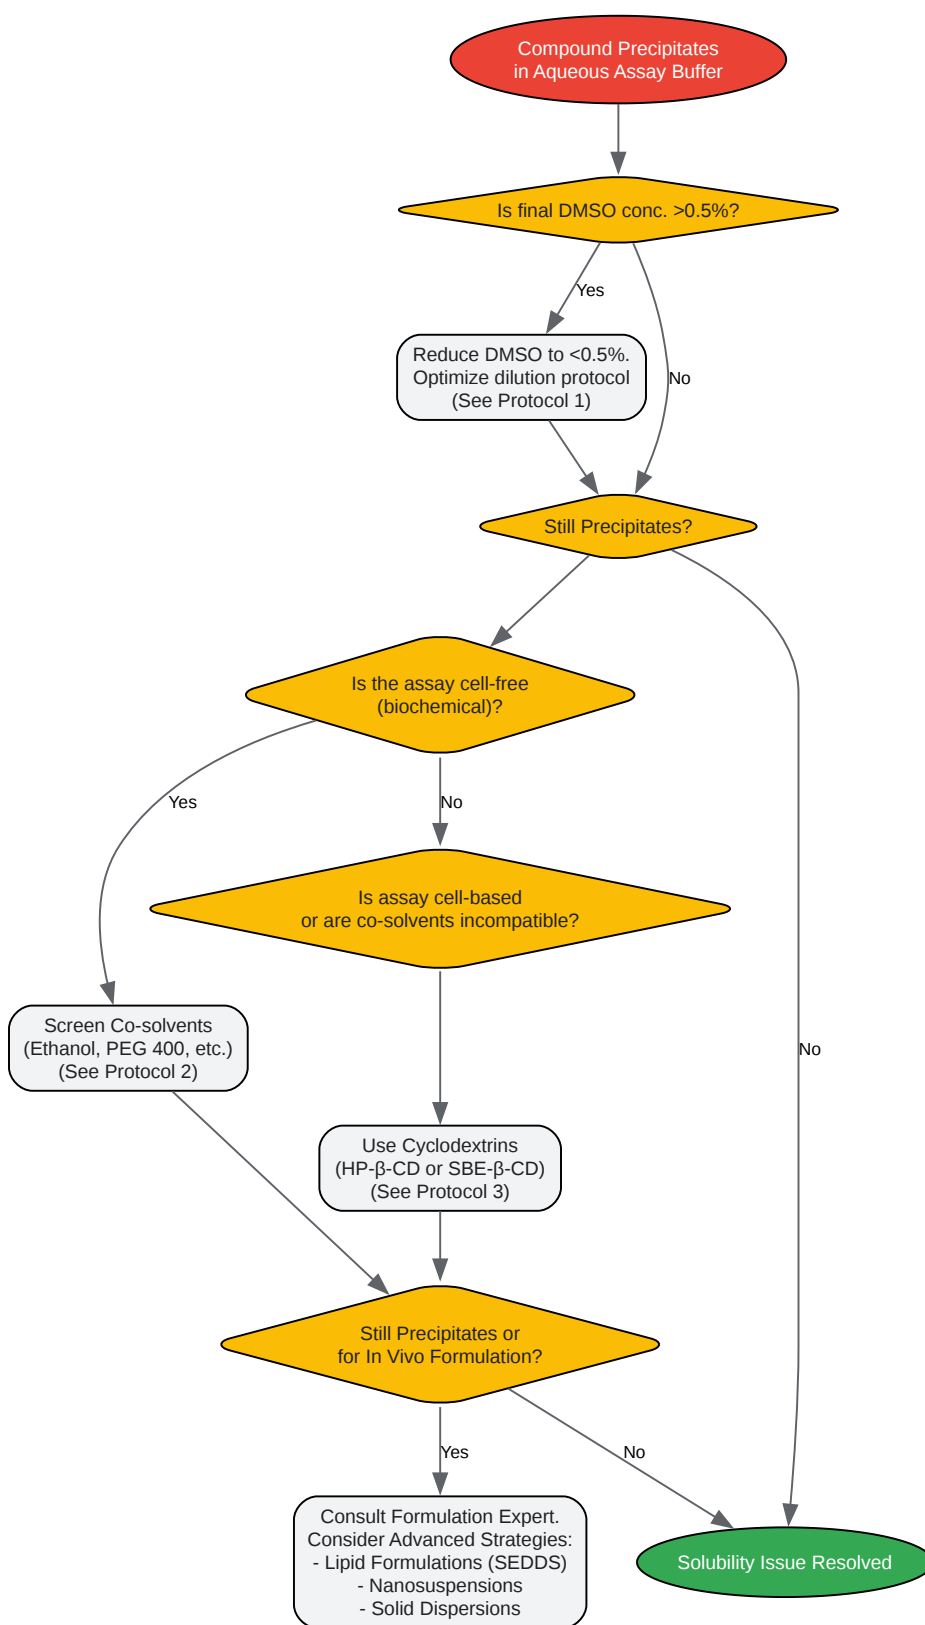 Compound Precipitates
in Aqueous Assay Buffer
Is final DMSO conc. >0.5%?
Yes
Reduce DMSO to <0.5%.
Optimize dilution protocol
(See Protocol 1)
No
Still Precipitates?
Is the assay cell-free
(biochemical)?
Yes
No
Is assay cell-based
or are co-solvents incompatible?
Screen Co-solvents
(Ethanol, PEG 400, etc.)
(See Protocol 2)
No
Use Cyclodextrins
(HP-β-CD or SBE-β-CD)
(See Protocol 3)
Still Precipitates or
for In Vivo Formulation?
Yes
No
Consult Formulation Expert.
Consider Advanced Strategies:
- Lipid Formulations (SEDDS)
- Nanosuspensions
- Solid Dispersions
Solubility Issue Resolved